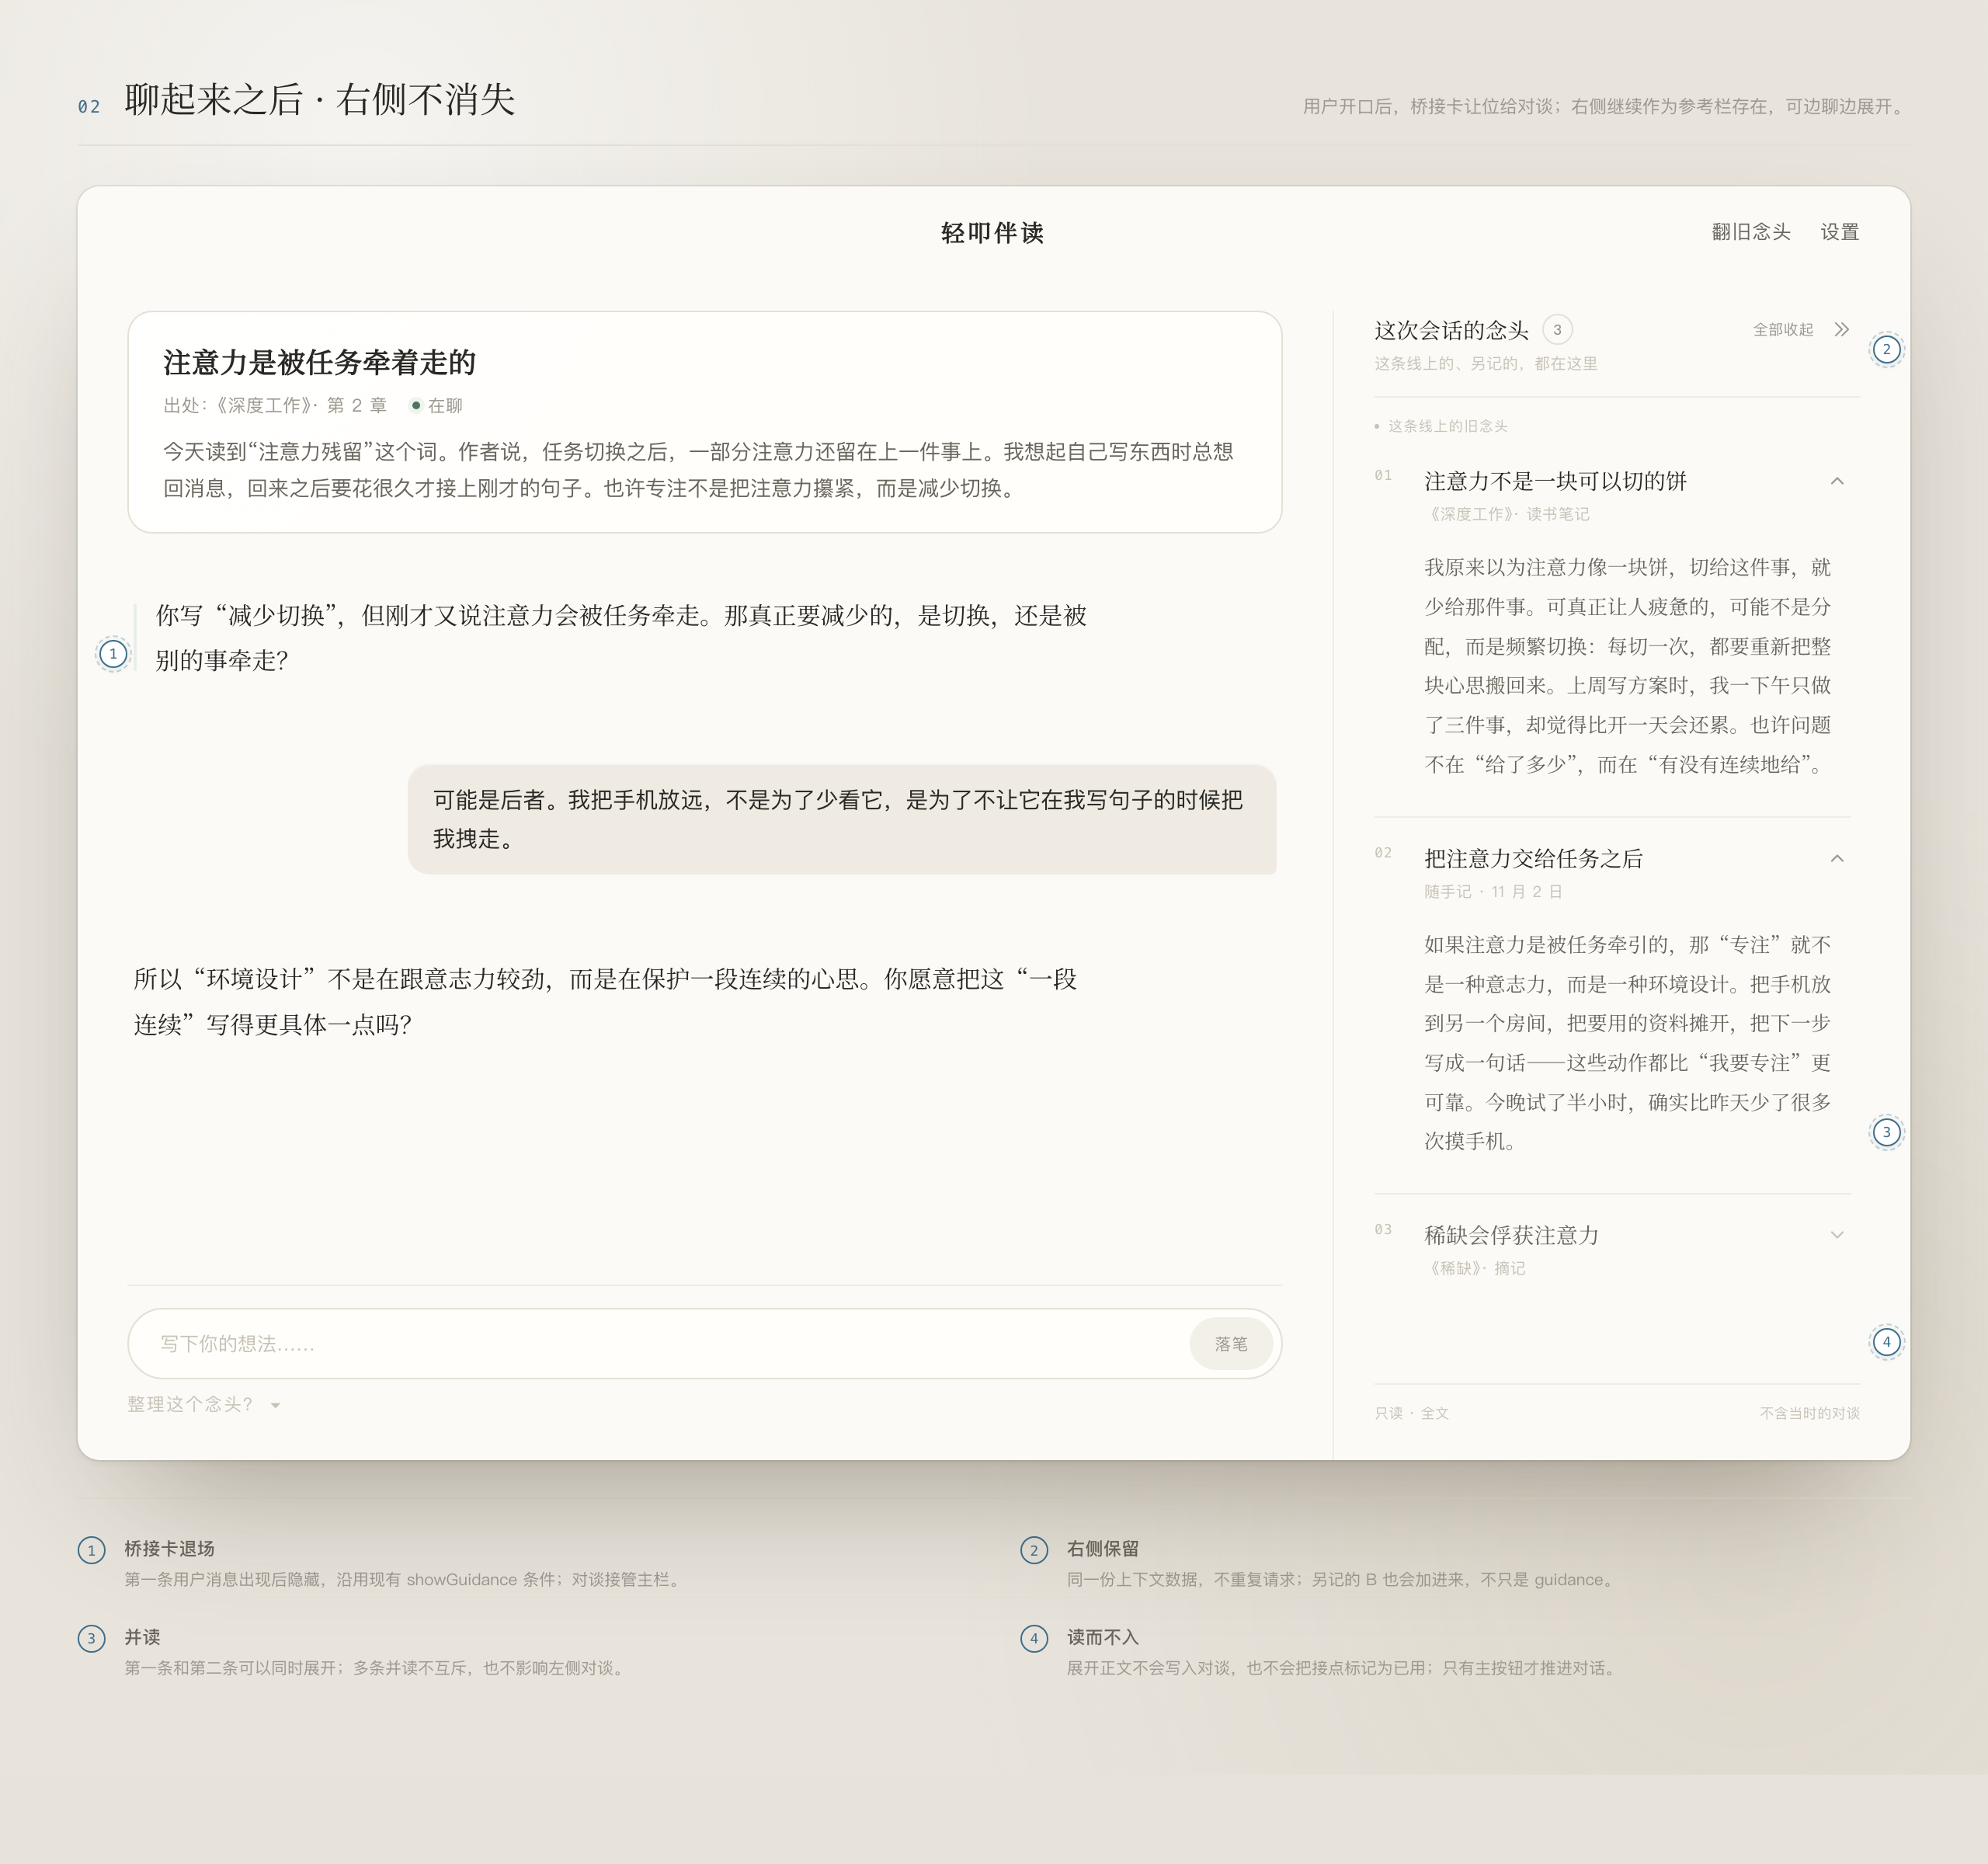 02 聊起来之后 · 右侧不消失
用户开口后，桥接卡让位给对谈；右侧继续作为参考栏存在，可边聊边展开。
轻叩伴读
翻旧念头 设置
注意力是被任务牵着走的
出处：《深度工作》· 第 2 章 在聊
今天读到“注意力残留”这个词。作者说，任务切换之后，一部分注意力还留在上一件事上。我想起自己写东西时总想
回消息，回来之后要花很久才接上刚才的句子。也许专注不是把注意力攥紧，而是减少切换。
1
你写“减少切换”，但刚才又说注意力会被任务牵走。那真正要减少的，是切换，还是被
别的事牵走？
可能是后者。我把手机放远，不是为了少看它，是为了不让它在我写句子的时候把
我拽走。
所以“环境设计”不是在跟意志力较劲，而是在保护一段连续的心思。你愿意把这“一段
连续”写得更具体一点吗？
写下你的想法……
落笔
整理这个念头？
这次会话的念头 3
全部收起
2
这条线上的、另记的，都在这里
• 这条线上的旧念头
01 注意力不是一块可以切的饼
《深度工作》· 读书笔记
我原来以为注意力像一块饼，切给这件事，就
少给那件事。可真正让人疲惫的，可能不是分
配，而是频繁切换：每切一次，都要重新把整
块心思搬回来。上周写方案时，我一下午只做
了三件事，却觉得比开一天会还累。也许问题
不在“给了多少”，而在“有没有连续地给”。
02 把注意力交给任务之后
随手记 · 11 月 2 日
如果注意力是被任务牵引的，那“专注”就不
是一种意志力，而是一种环境设计。把手机放
到另一个房间，把要用的资料摊开，把下一步
写成一句话——这些动作都比“我要专注”更
可靠。今晚试了半小时，确实比昨天少了很多
次摸手机。
3
03 稀缺会俘获注意力
《稀缺》· 摘记
4
只读 · 全文
不含当时的对谈
1 桥接卡退场
第一条用户消息出现后隐藏，沿用现有 showGuidance 条件；对谈接管主栏。
2 右侧保留
同一份上下文数据，不重复请求；另记的 B 也会加进来，不只是 guidance。
3 并读
第一条和第二条可以同时展开；多条并读不互斥，也不影响左侧对谈。
4 读而不入
展开正文不会写入对谈，也不会把接点标记为已用；只有主按钮才推进对话。